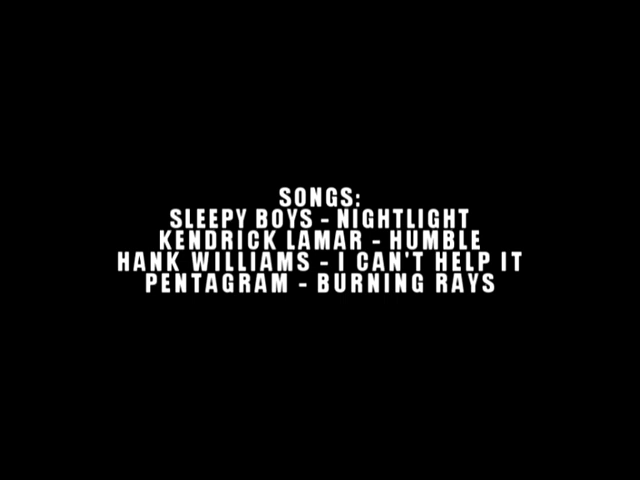 SONGS:
SLEEPY BOYS - NIGHTLIGHT
KENDRICK LAMAR - HUMBLE
HANK WILLIAMS - I CAN'T HELP IT
PENTAGRAM - BURNING RAYS